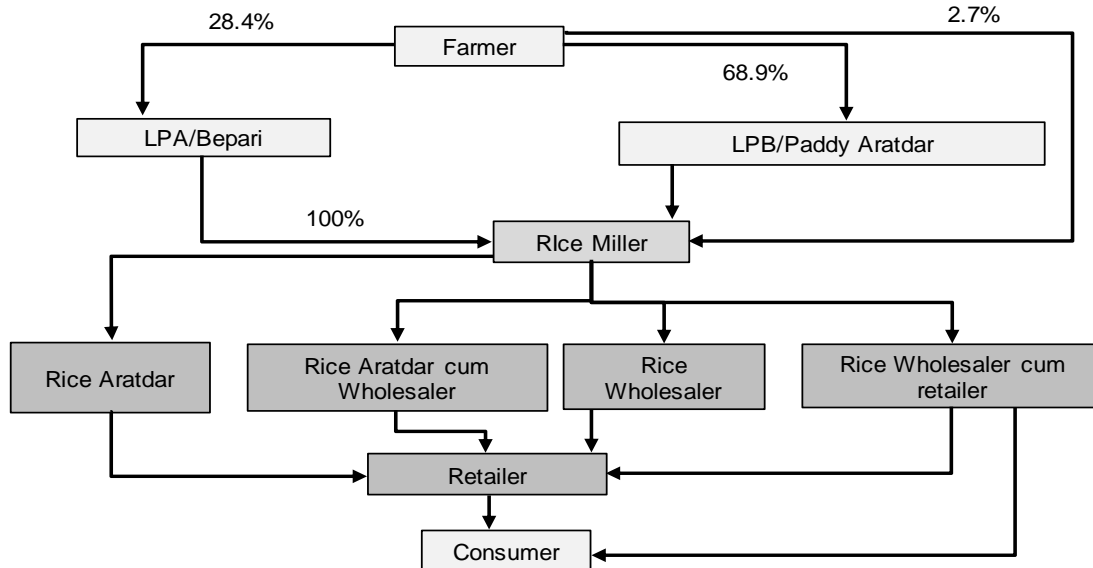 28.4%
2.7%
Farmer
68.9%
LPA/Bepari
LPB/Paddy Aratdar
100%
RIce Miller
Rice Aratdar
Rice Aratdar cum
Wholesaler
Rice
Wholesaler
Rice Wholesaler cum
retailer
Retailer
Consumer